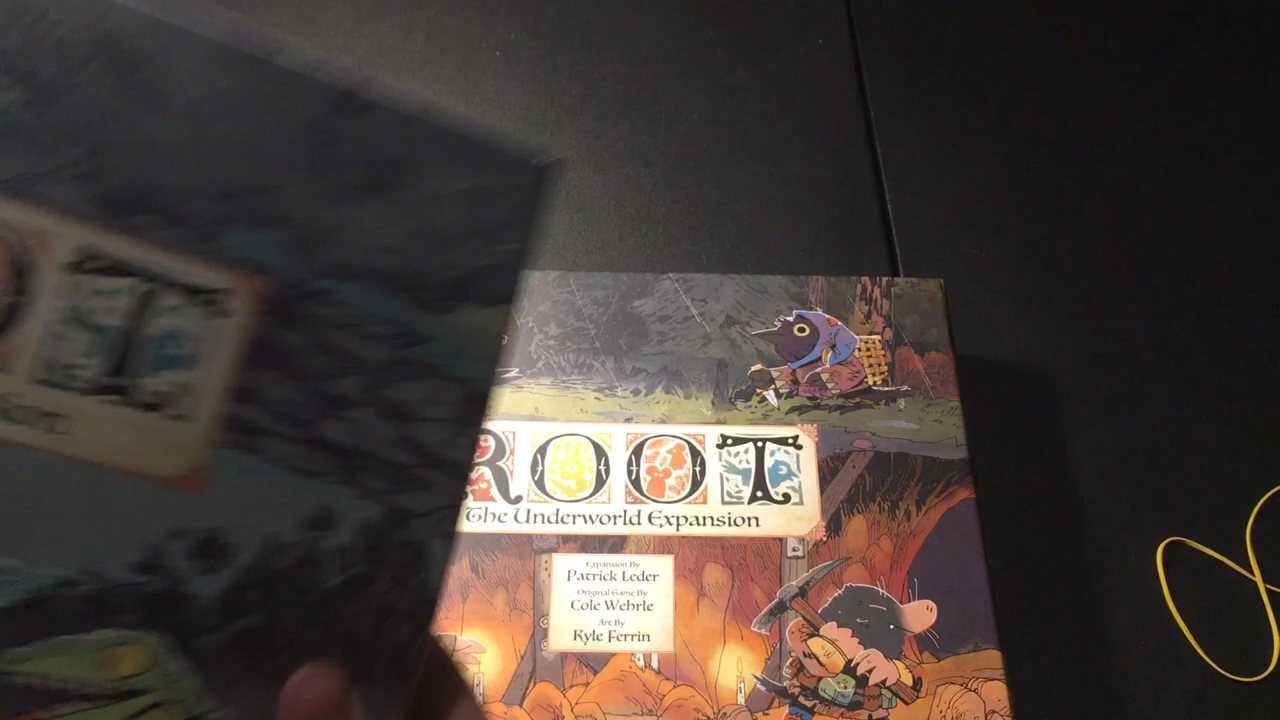 ROOT
The Underworld Expansion
Expansion By
Patrick Leder
Original Game By
Cole Wehrle
Art By
Kyle Ferrin